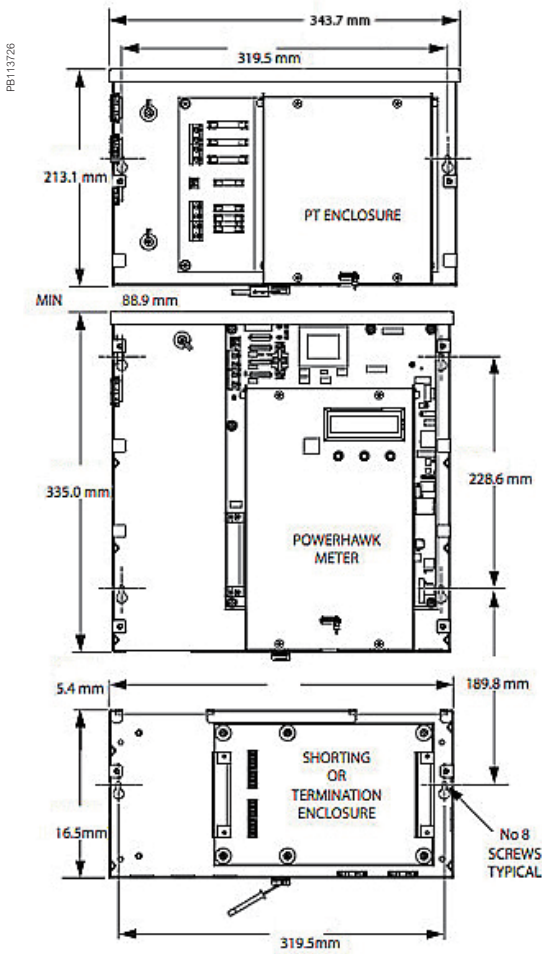 PB113726
343.7 mm
319.5 mm
213.1 mm
PT ENCLOSURE
MIN 88.9 mm
335.0 mm
228.6 mm
POWERHAWK
METER
5.4 mm
189.8 mm
SHORTING
OR
TERMINATION
ENCLOSURE
16.5mm
No 8
SCREWS
TYPICAL
319.5mm